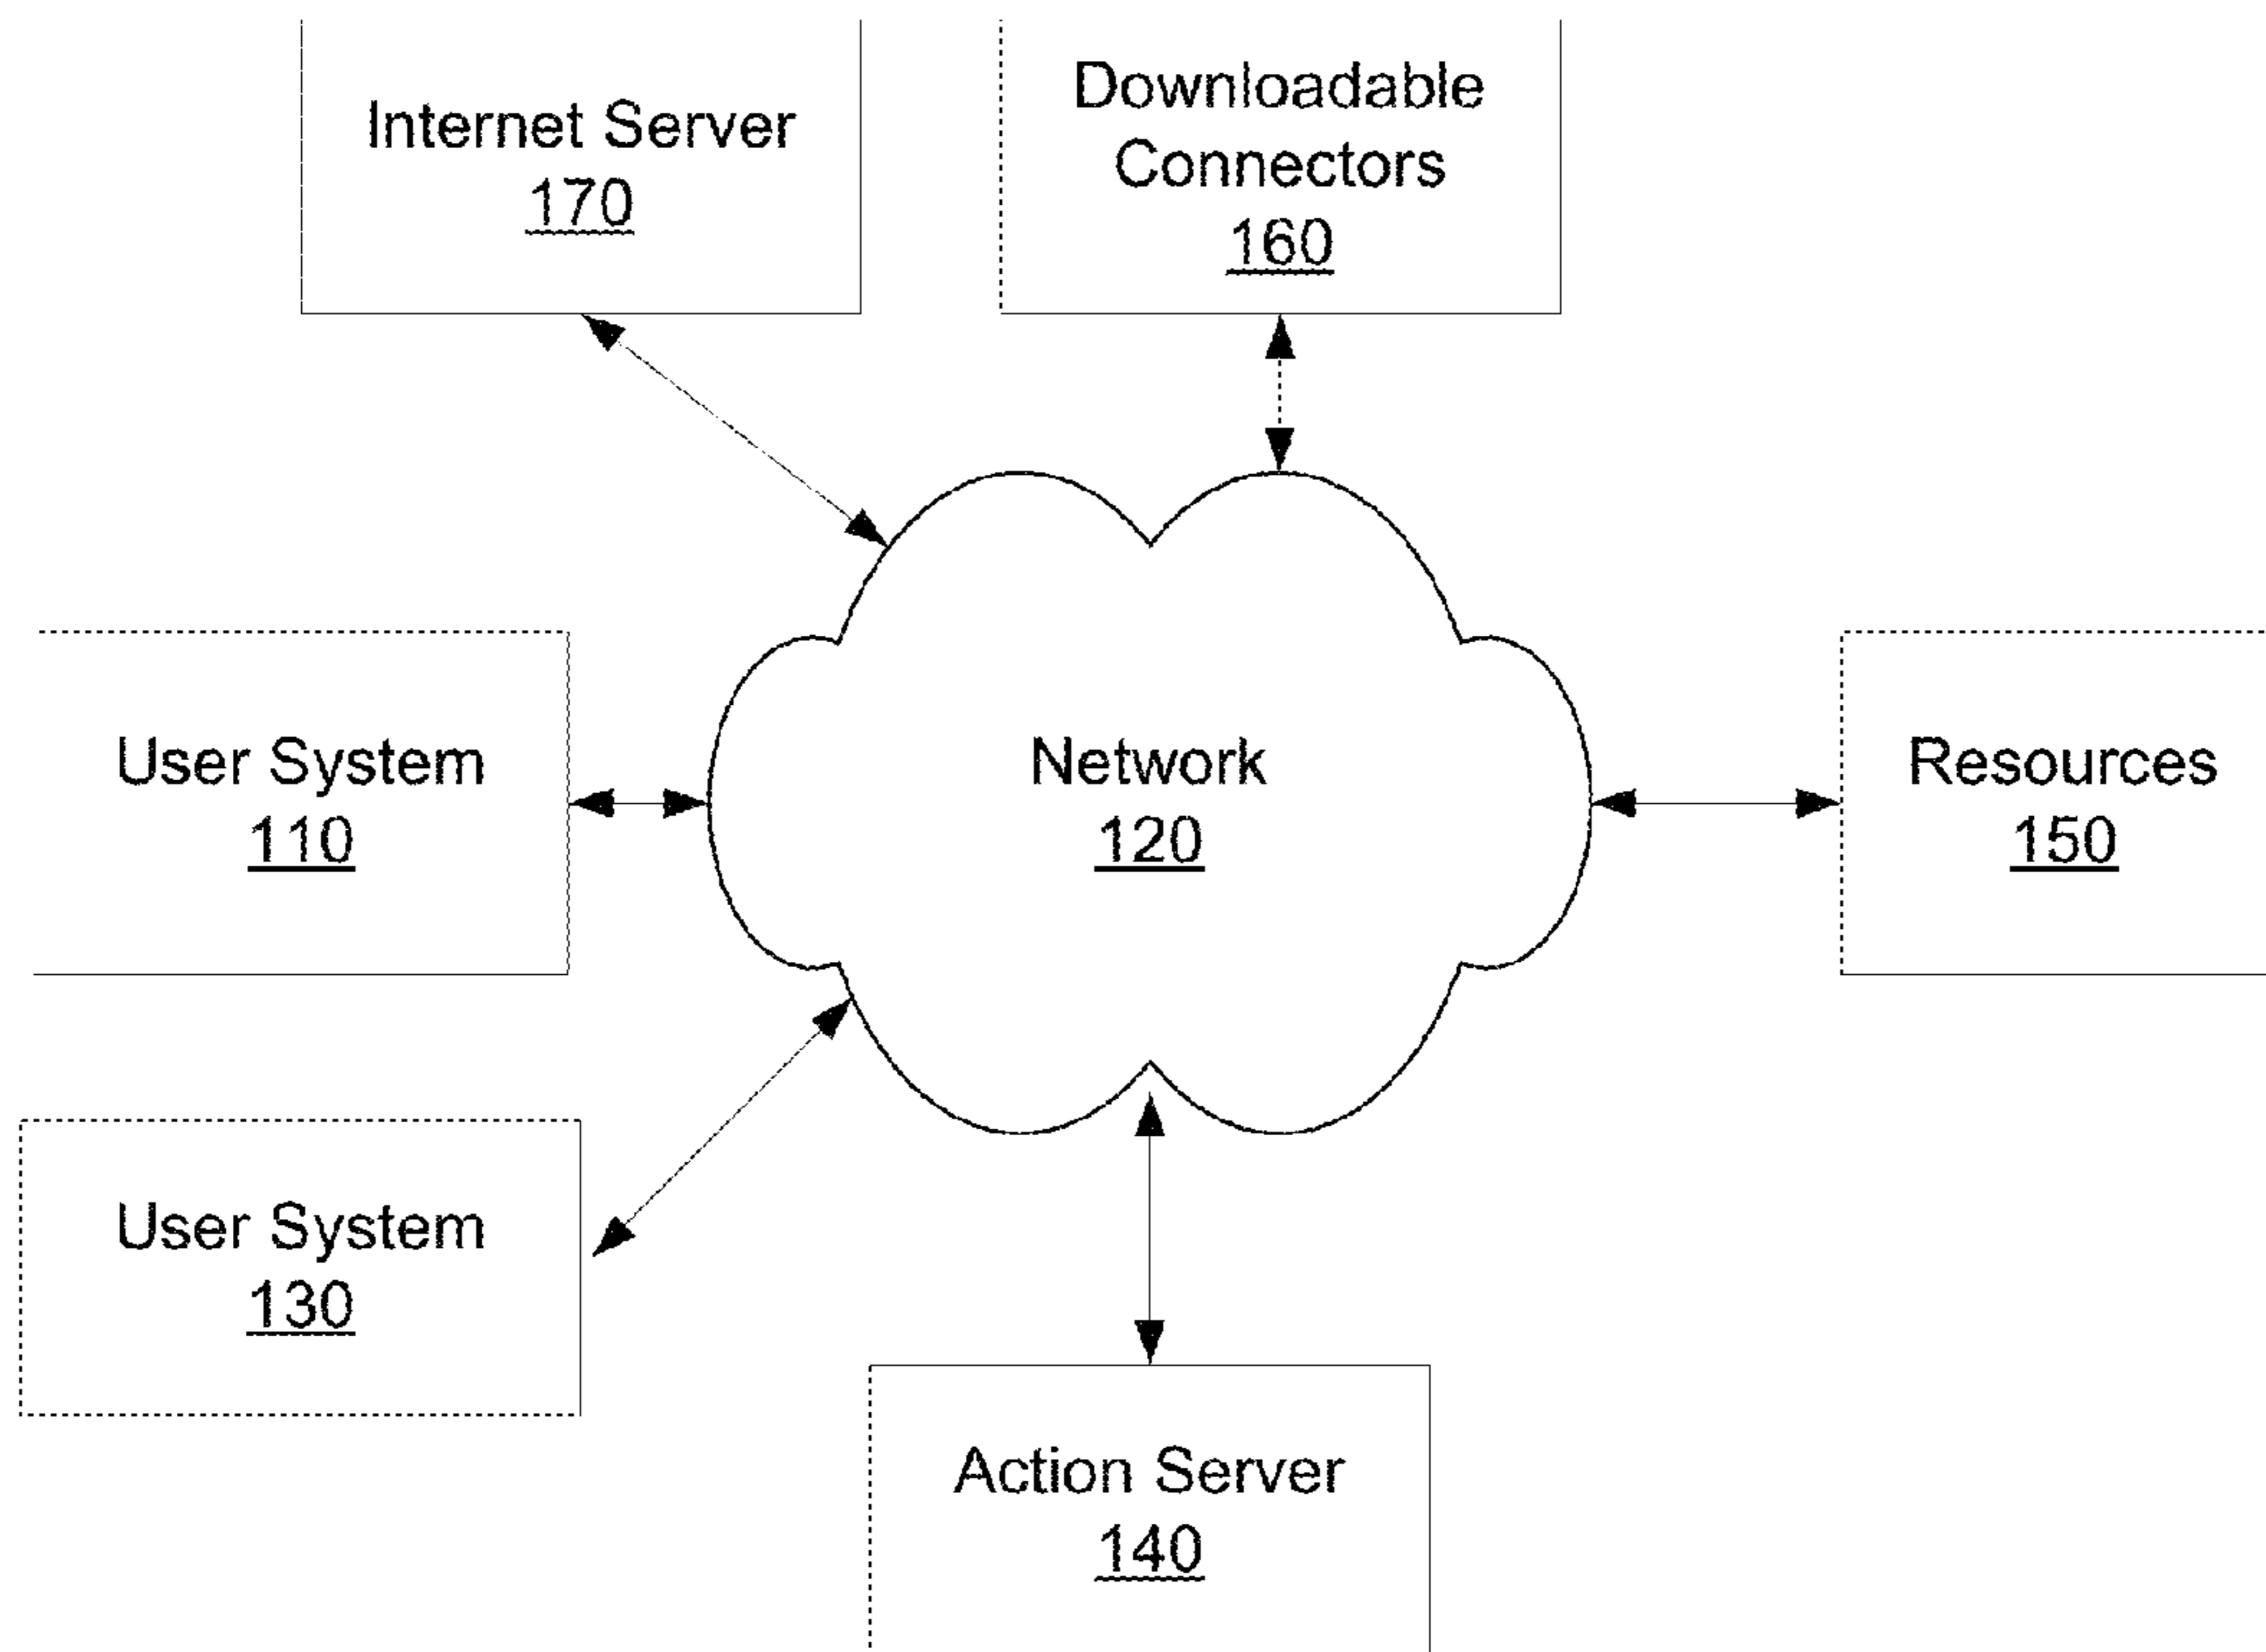 Internet Server
170
Downloadable
Connectors
160
User System
110
Network
120
Resources
150
User System
130
Action Server
140